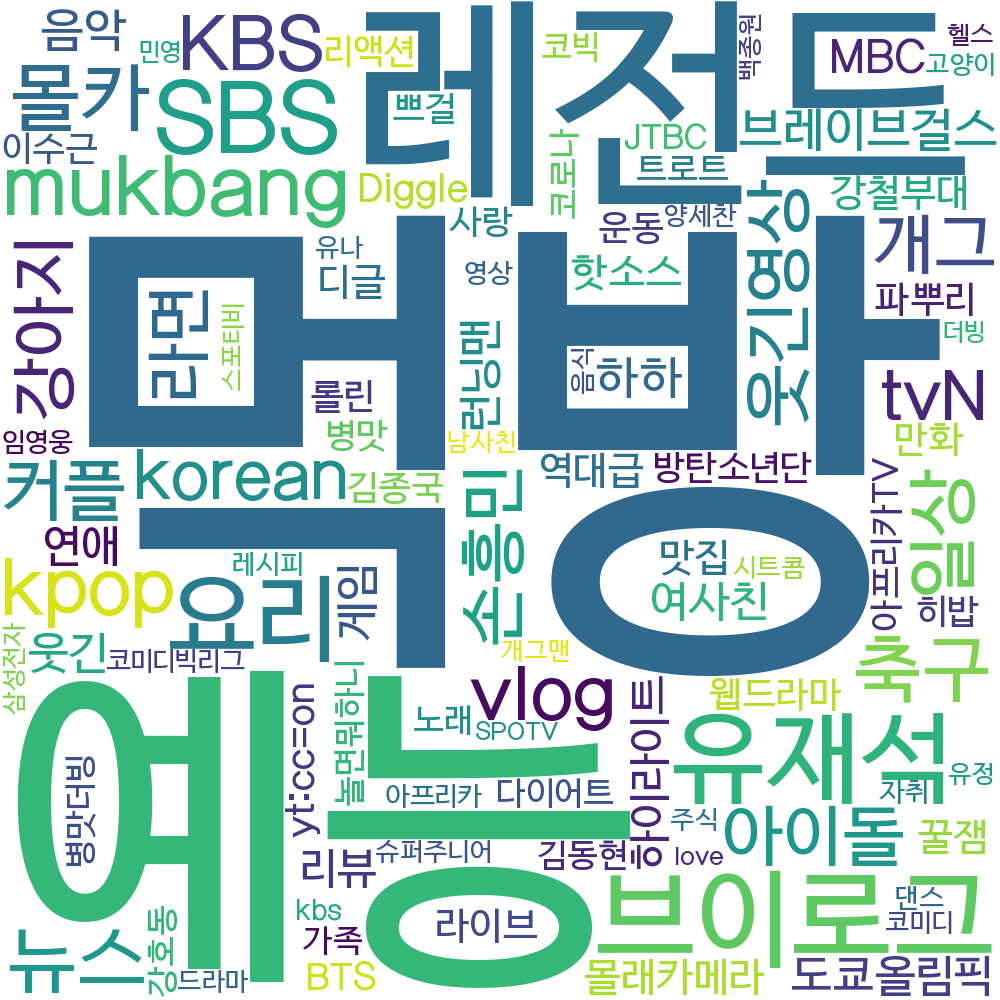 음악
민영
KBS
리액션
레전드
코빅
백종원
MBC
헬스
고양이
몰카
SBS
쁘걸
JTBC
브레이브걸스
이수근
mukbang
Diggle
코로나
트로트
강철부대
사랑
운동
양세찬
웃긴영상
개그
강아지
먹방
유나
디글
영상
핫소스
파뿌리
라면
스포티비
런닝맨
음식
하하
더빙
롤린
tvN
임영웅
병맛
남사친
만화
커플
korean
김종국
손흥민
역대급
방탄소년단
아프리카TV
일상
연애
레시피
맛집
시트콤
kpop
요리
게임
여사친
히밥
삼성전자
웃긴
코미디빅리그
개그맨
축구
예능
yt:cc=on
놀면뭐하니
vlog
노래
SPOTV
하이라이트
웹드라마
유재석
유정
병맛더빙
아프리카
다이어트
주식
자취
리뷰
슈퍼주니어
김동현
love
아이돌
꿀잼
뉴스
강호동
kbs
가족
라이브
브이로그
댄스
코미디
드라마
BTS
몰래카메라
도쿄올림픽